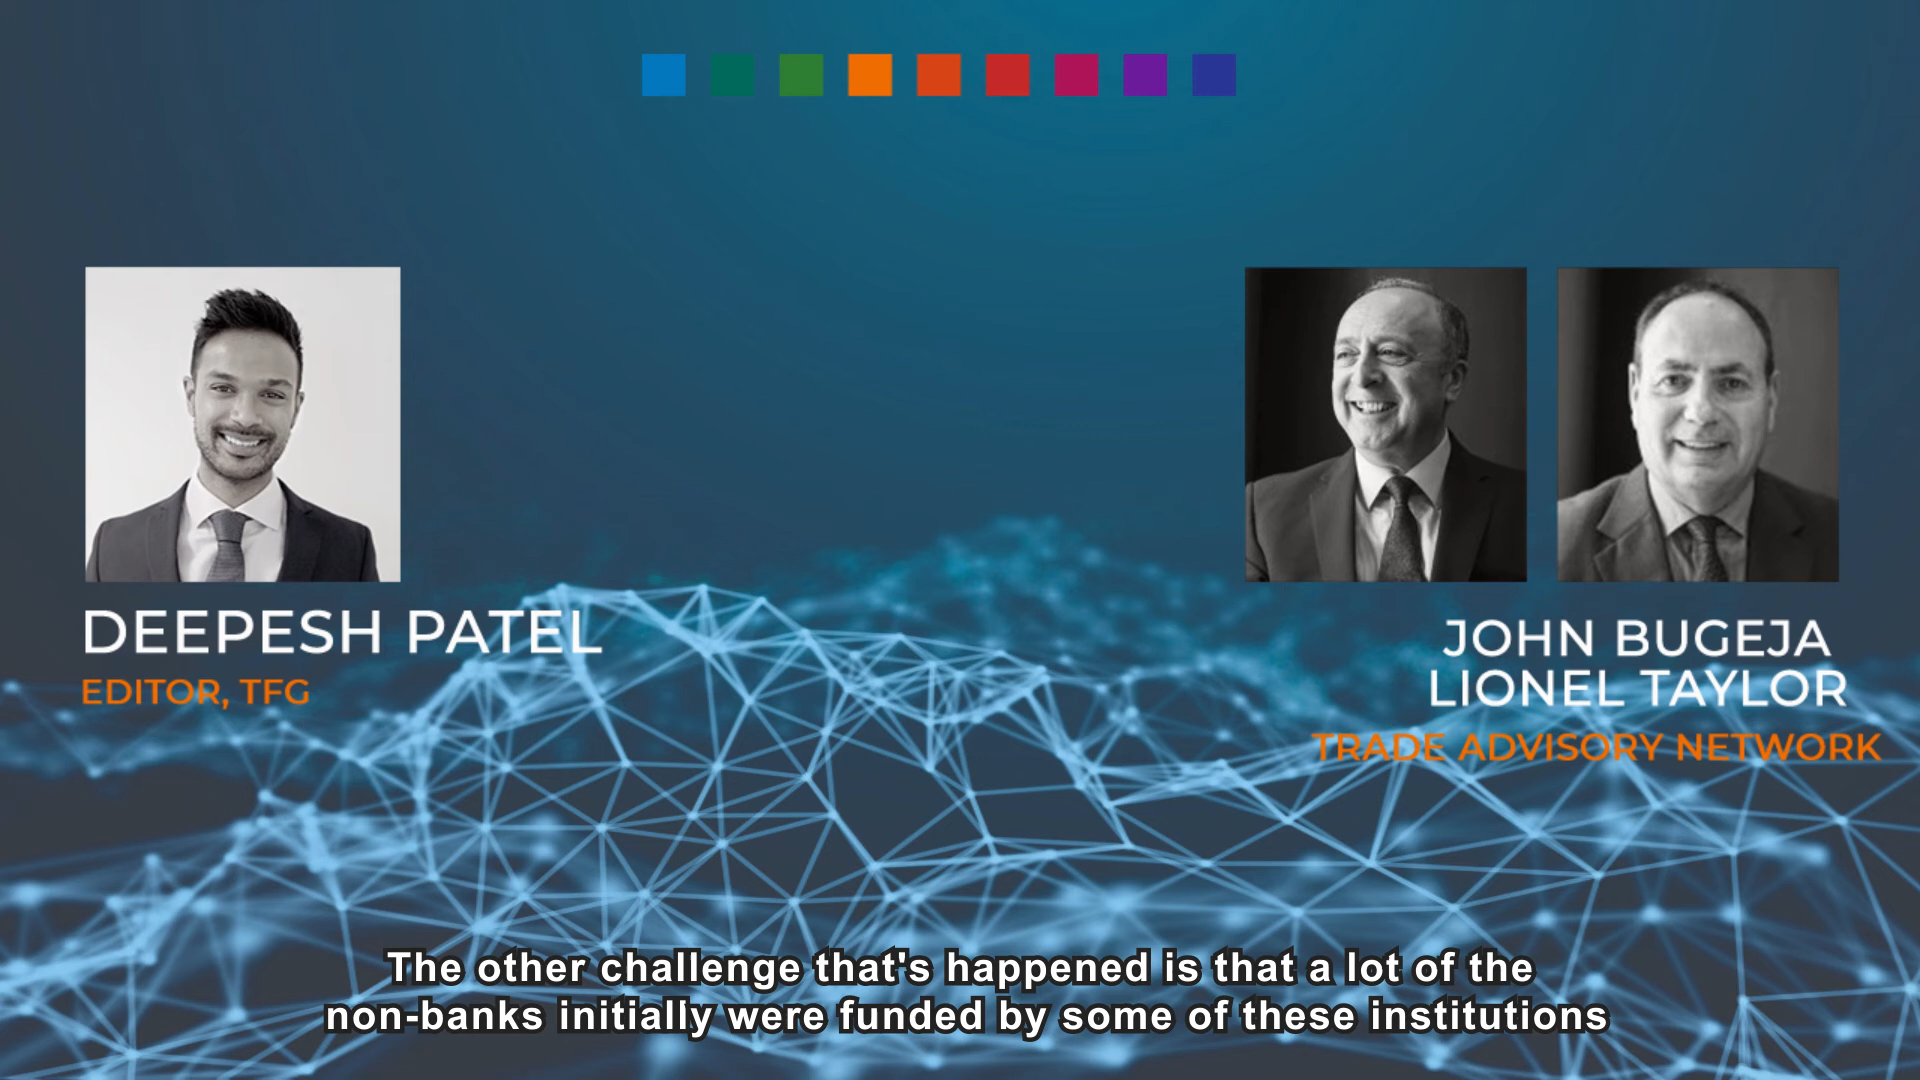 DEEPESH PATEL
EDITOR, TFG
JOHN BUGEJA
LIONEL TAYLOR
TRADE ADVISORY NETWORK
The other challenge that's happened is that a lot of the
non-banks initially were funded by some of these institutions